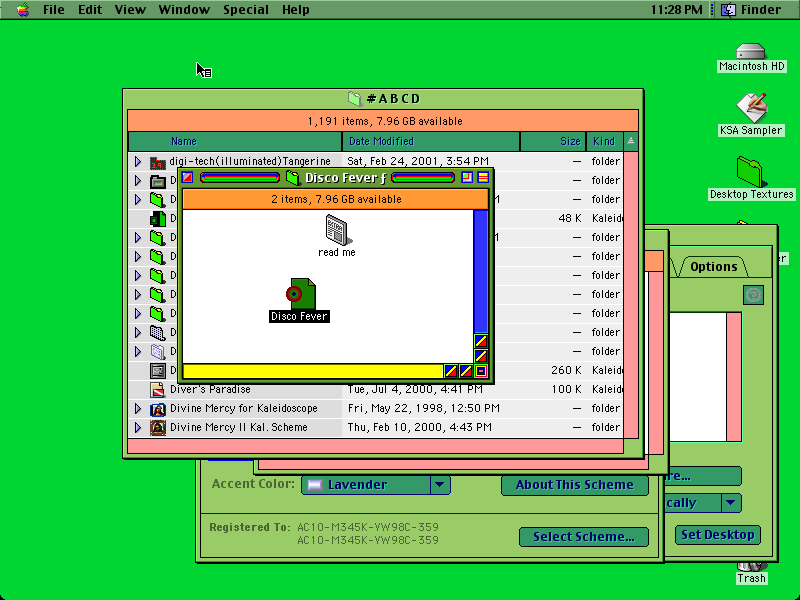 File Edit View Window Special Help 11:28 PM Finder
Macintosh HD
KSA Sampler
Desktop Textures
#ABCD
1,191 items, 7.96 GB available
Name Date Modified Size Kind
digi-tech(illuminated)Tangerine Sat, Feb 24, 2001, 3:54 PM — folder
D — folder
D M — folder
D 48 K Kaleid
D M — folder
D — folder
D — folder
D — folder
D — folder
D — folder
D — folder
D 260 K Kaleid
Diver's Paradise Tue, Jul 4, 2000, 4:41 PM 100 K Kaleid
Divine Mercy for Kaleidoscope Fri, May 22, 1998, 12:50 PM — folder
Divine Mercy II Kal. Scheme Thu, Feb 10, 2000, 4:43 PM — folder
Disco Fever ƒ
2 items, 7.96 GB available
read me
Disco Fever
Options
?
er
re...
cally
Set Desktop
Accent Color: Lavender About This Scheme
Registered To: AC10-M345K-VW98C-359
AC10-M345K-VW98C-359
Select Scheme...
Trash